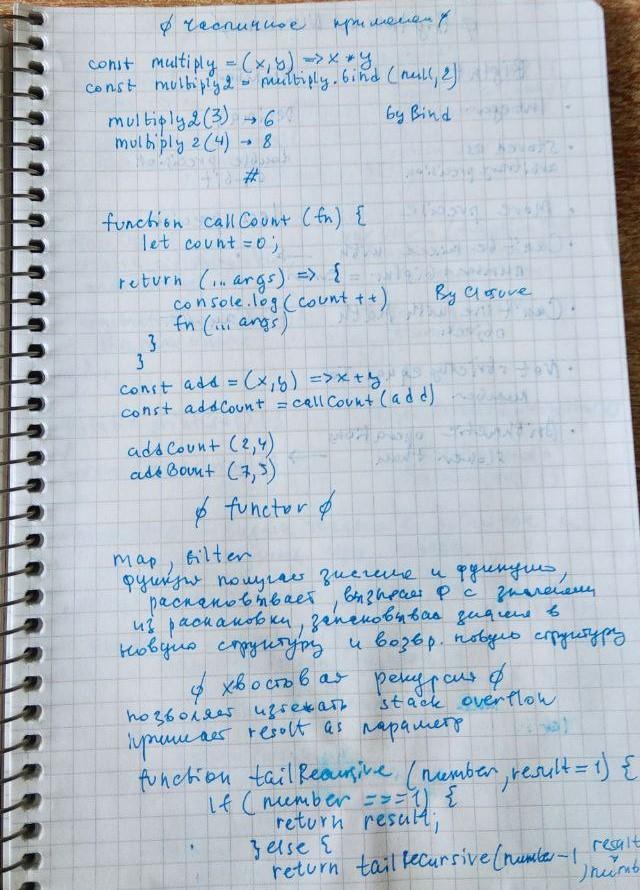 ∮ частичное применен ∮
const multiply = (x, y) => x * y
const multiply2 = multiply.bind (null, 2)
multiply2(3) → 6 by Bind
multiply 2(4) → 8
#
function callCount (fn) {
let count = 0;
return (...args) => {
console.log(count++) By Closure
fn (...args)
}
}
const add = (x, y) => x + y
const addCount = callCount(add)
addCount (2,4)
addCount (7,5)
∮ functor ∮
map, filter
функция получает значение и функцию,
распаковывает, вызывает ф с значением
из распаковки, запаковывая значен в
новую структуру и возвр. новую структуру
∮ хвостовая рекурсия ∮
позволяет избежать stack overflow
принимает result as параметр
function tailRecursive (number, result = 1) {
if (number === 1) {
return result;
} else {
return tailRecursive(number-1, result